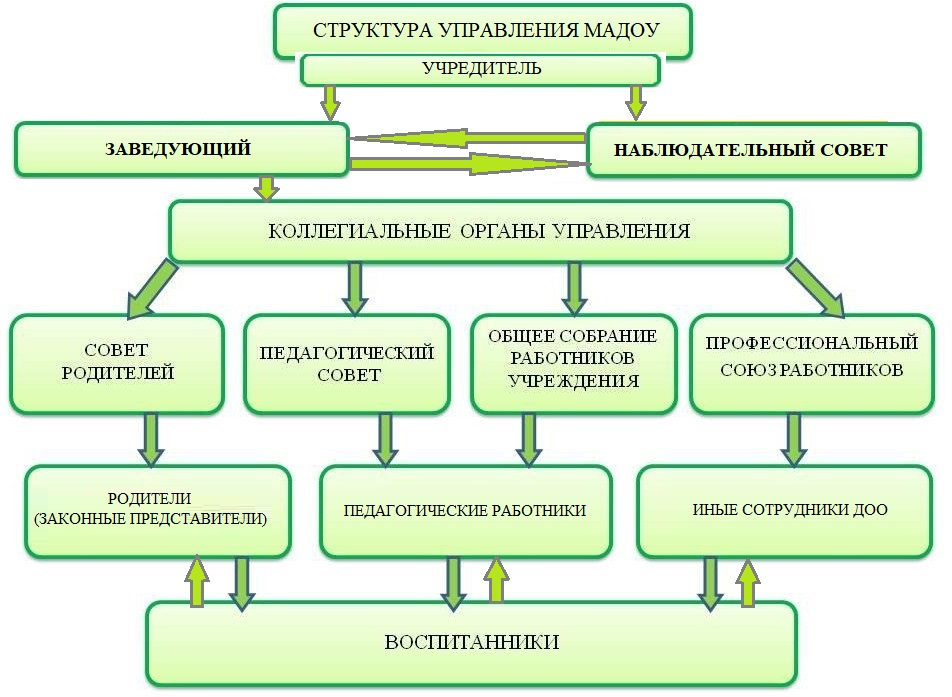 СТРУКТУРА УПРАВЛЕНИЯ МАДОУ
УЧРЕДИТЕЛЬ
ЗАВЕДУЮЩИЙ
НАБЛЮДАТЕЛЬНЫЙ СОВЕТ
КОЛЛЕГИАЛЬНЫЕ ОРГАНЫ УПРАВЛЕНИЯ
СОВЕТ
РОДИТЕЛЕЙ
ПЕДАГОГИЧЕСКИЙ
СОВЕТ
ОБЩЕЕ СОБРАНИЕ
РАБОТНИКОВ
УЧРЕЖДЕНИЯ
ПРОФЕССИОНАЛЬНЫЙ
СОЮЗ РАБОТНИКОВ
РОДИТЕЛИ
(ЗАКОННЫЕ ПРЕДСТАВИТЕЛИ)
ПЕДАГОГИЧЕСКИЕ РАБОТНИКИ
ИНЫЕ СОТРУДНИКИ ДОО
ВОСПИТАННИКИ